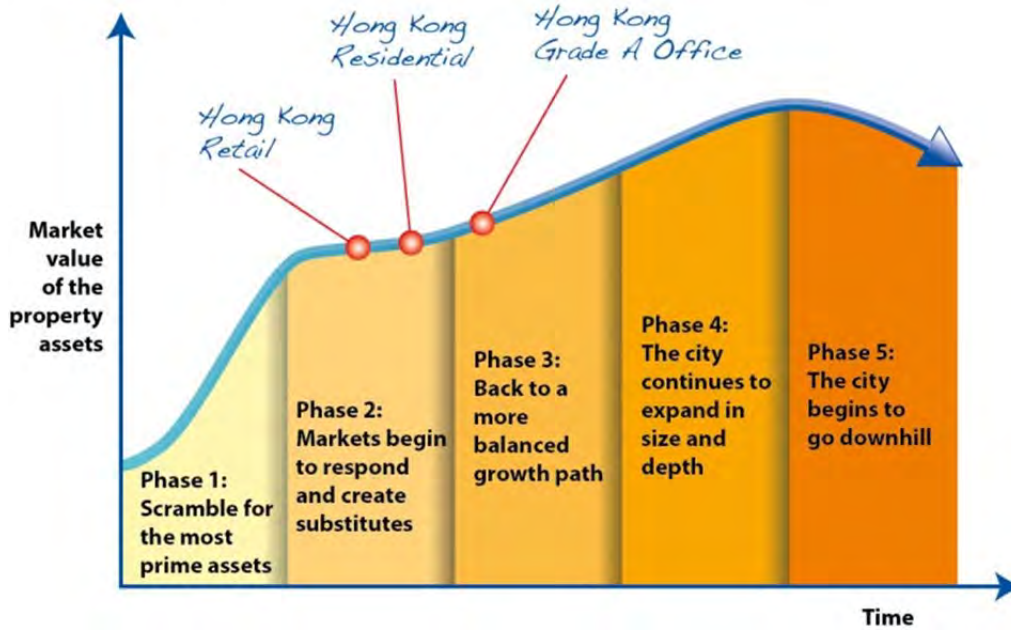 Hong Kong
Residential
Hong Kong
Grade A Office
Hong Kong
Retail
Market
value
of the
property
assets
Phase 1:
Scramble for
the most
prime assets
Phase 2:
Markets begin
to respond
and create
substitutes
Phase 3:
Back to a
more
balanced
growth path
Phase 4:
The city
continues to
expand in
size and
depth
Phase 5:
The city
begins to
go downhill
Time